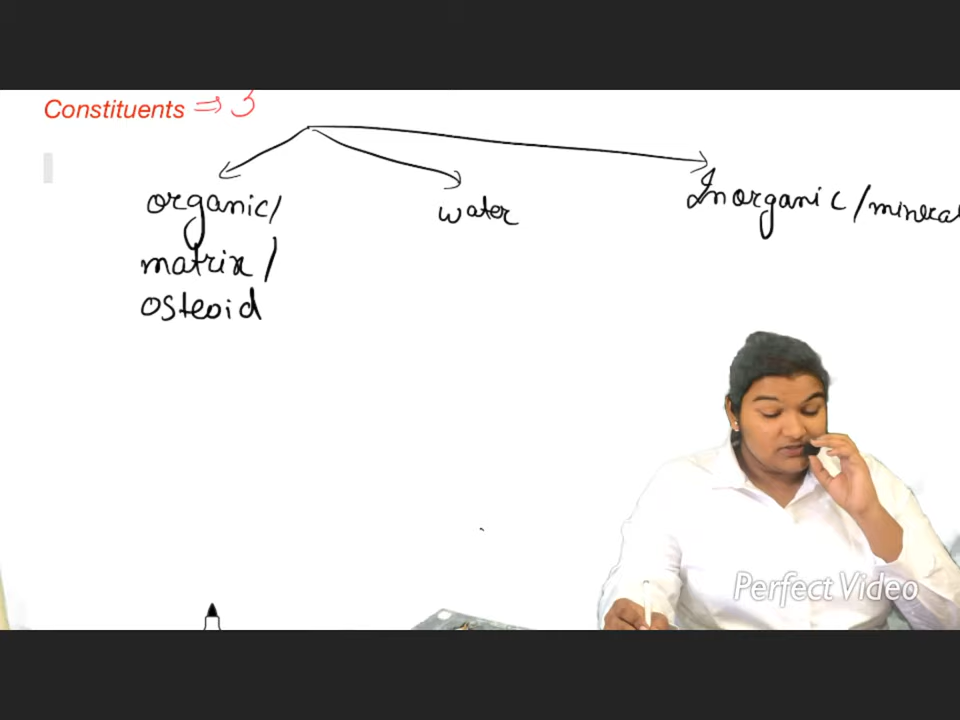 Constituents ⇒ 3
organic/
matrix/
osteoid
water
Inorganic/mineral
Perfect Video